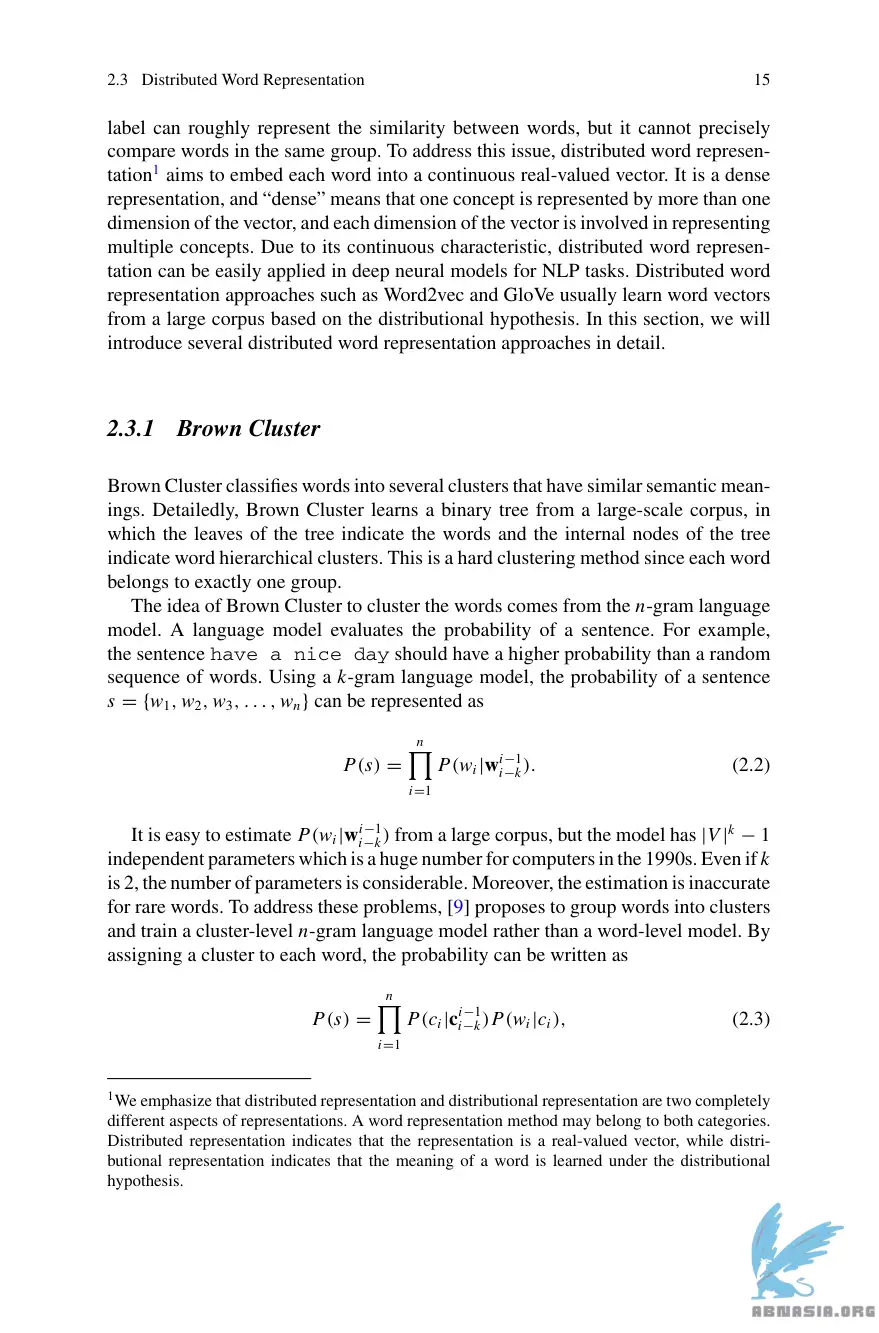 2.3 Distributed Word Representation 15
label can roughly represent the similarity between words, but it cannot precisely
compare words in the same group. To address this issue, distributed word represen-
tation¹ aims to embed each word into a continuous real-valued vector. It is a dense
representation, and “dense” means that one concept is represented by more than one
dimension of the vector, and each dimension of the vector is involved in representing
multiple concepts. Due to its continuous characteristic, distributed word represen-
tation can be easily applied in deep neural models for NLP tasks. Distributed word
representation approaches such as Word2vec and GloVe usually learn word vectors
from a large corpus based on the distributional hypothesis. In this section, we will
introduce several distributed word representation approaches in detail.
2.3.1 Brown Cluster
Brown Cluster classifies words into several clusters that have similar semantic mean-
ings. Detailedly, Brown Cluster learns a binary tree from a large-scale corpus, in
which the leaves of the tree indicate the words and the internal nodes of the tree
indicate word hierarchical clusters. This is a hard clustering method since each word
belongs to exactly one group.
The idea of Brown Cluster to cluster the words comes from the n-gram language
model. A language model evaluates the probability of a sentence. For example,
the sentence have a nice day should have a higher probability than a random
sequence of words. Using a k-gram language model, the probability of a sentence
s = {w₁, w₂, w₃, . . . , wₙ} can be represented as
P(s) = ∏_{i=1}^{n} P(w_i|w_{i−k}^{i−1}). (2.2)
It is easy to estimate P(w_i|w_{i−k}^{i−1}) from a large corpus, but the model has |V|^k − 1
independent parameters which is a huge number for computers in the 1990s. Even if k
is 2, the number of parameters is considerable. Moreover, the estimation is inaccurate
for rare words. To address these problems, [9] proposes to group words into clusters
and train a cluster-level n-gram language model rather than a word-level model. By
assigning a cluster to each word, the probability can be written as
P(s) = ∏_{i=1}^{n} P(c_i|c_{i−k}^{i−1})P(w_i|c_i), (2.3)
¹We emphasize that distributed representation and distributional representation are two completely
different aspects of representations. A word representation method may belong to both categories.
Distributed representation indicates that the representation is a real-valued vector, while distri-
butional representation indicates that the meaning of a word is learned under the distributional
hypothesis.
ABNASIA.ORG